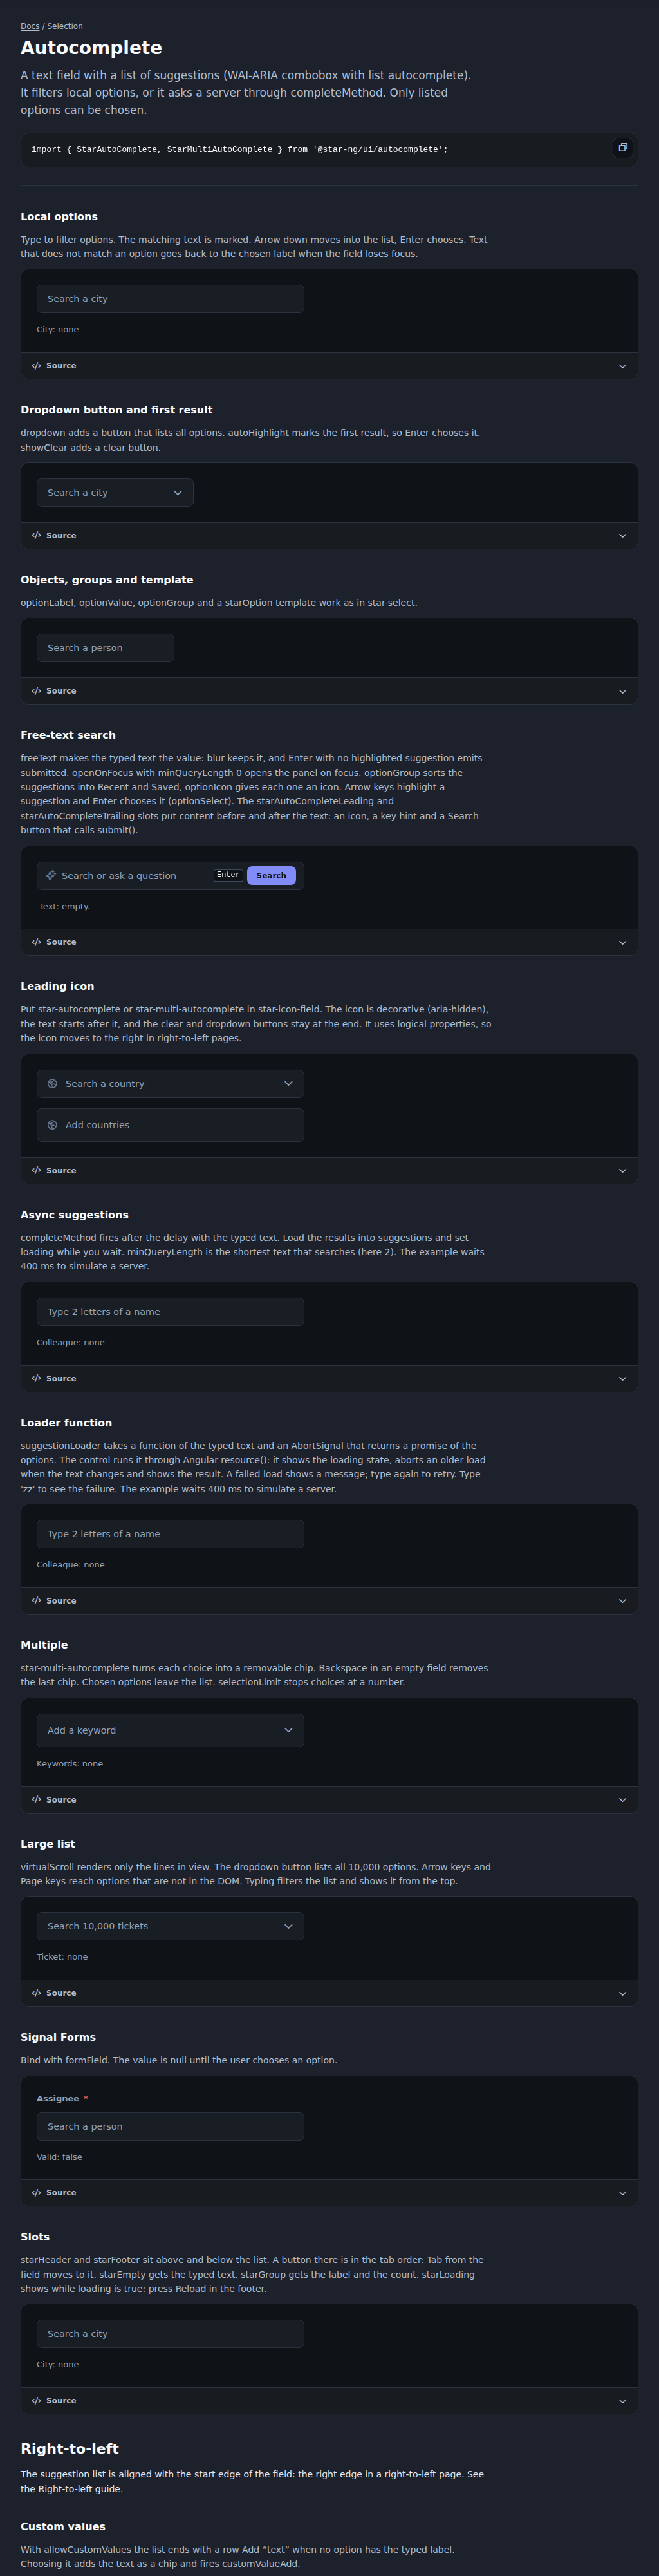 Docs / Selection
Autocomplete
A text field with a list of suggestions (WAI-ARIA combobox with list autocomplete).
It filters local options, or it asks a server through completeMethod. Only listed
options can be chosen.
import { StarAutoComplete, StarMultiAutoComplete } from '@star-ng/ui/autocomplete';
Local options
Type to filter options. The matching text is marked. Arrow down moves into the list, Enter chooses. Text
that does not match an option goes back to the chosen label when the field loses focus.
Search a city
City: none
Source
Dropdown button and first result
dropdown adds a button that lists all options. autoHighlight marks the first result, so Enter chooses it.
showClear adds a clear button.
Search a city
Source
Objects, groups and template
optionLabel, optionValue, optionGroup and a starOption template work as in star-select.
Search a person
Source
Free-text search
freeText makes the typed text the value: blur keeps it, and Enter with no highlighted suggestion emits
submitted. openOnFocus with minQueryLength 0 opens the panel on focus. optionGroup sorts the
suggestions into Recent and Saved, optionIcon gives each one an icon. Arrow keys highlight a
suggestion and Enter chooses it (optionSelect). The starAutoCompleteLeading and
starAutoCompleteTrailing slots put content before and after the text: an icon, a key hint and a Search
button that calls submit().
Search or ask a question Enter Search
Text: empty.
Source
Leading icon
Put star-autocomplete or star-multi-autocomplete in star-icon-field. The icon is decorative (aria-hidden),
the text starts after it, and the clear and dropdown buttons stay at the end. It uses logical properties, so
the icon moves to the right in right-to-left pages.
Search a country
Add countries
Source
Async suggestions
completeMethod fires after the delay with the typed text. Load the results into suggestions and set
loading while you wait. minQueryLength is the shortest text that searches (here 2). The example waits
400 ms to simulate a server.
Type 2 letters of a name
Colleague: none
Source
Loader function
suggestionLoader takes a function of the typed text and an AbortSignal that returns a promise of the
options. The control runs it through Angular resource(): it shows the loading state, aborts an older load
when the text changes and shows the result. A failed load shows a message; type again to retry. Type
'zz' to see the failure. The example waits 400 ms to simulate a server.
Type 2 letters of a name
Colleague: none
Source
Multiple
star-multi-autocomplete turns each choice into a removable chip. Backspace in an empty field removes
the last chip. Chosen options leave the list. selectionLimit stops choices at a number.
Add a keyword
Keywords: none
Source
Large list
virtualScroll renders only the lines in view. The dropdown button lists all 10,000 options. Arrow keys and
Page keys reach options that are not in the DOM. Typing filters the list and shows it from the top.
Search 10,000 tickets
Ticket: none
Source
Signal Forms
Bind with formField. The value is null until the user chooses an option.
Assignee *
Search a person
Valid: false
Source
Slots
starHeader and starFooter sit above and below the list. A button there is in the tab order: Tab from the
field moves to it. starEmpty gets the typed text. starGroup gets the label and the count. starLoading
shows while loading is true: press Reload in the footer.
Search a city
City: none
Source
Right-to-left
The suggestion list is aligned with the start edge of the field: the right edge in a right-to-left page. See
the Right-to-left guide.
Custom values
With allowCustomValues the list ends with a row Add “text” when no option has the typed label.
Choosing it adds the text as a chip and fires customValueAdd.